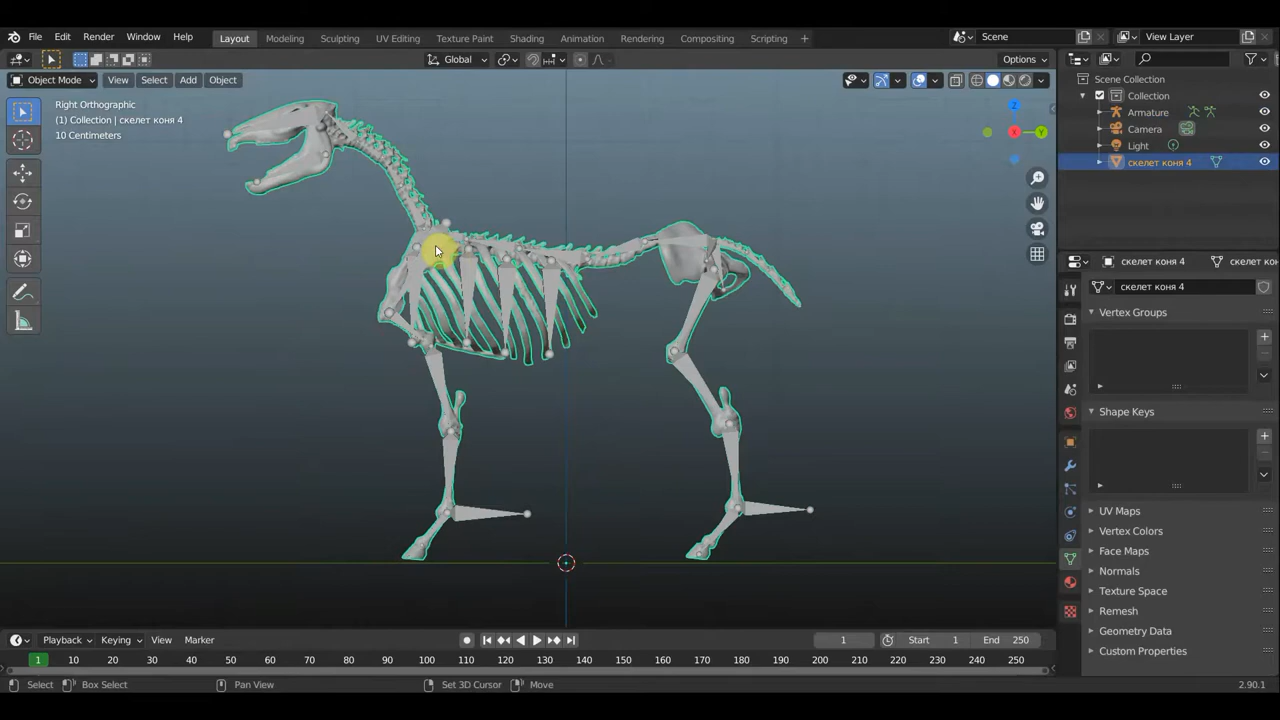 File Edit Render Window Help Layout Modeling Sculpting UV Editing Texture Paint Shading Animation Rendering Compositing Scripting + Scene View Layer
Global Options
Object Mode View Select Add Object
Right Orthographic
(1) Collection | скелет коня 4
10 Centimeters
Z
X
Y
Scene Collection
Collection
Armature
Camera
Light
скелет коня 4
скелет коня 4 скелет коня
скелет коня 4
Vertex Groups
Shape Keys
UV Maps
Vertex Colors
Face Maps
Normals
Texture Space
Remesh
Geometry Data
Custom Properties
Playback Keying View Marker 1 Start 1 End 250
1 10 20 30 40 50 60 70 80 90 100 110 120 130 140 150 160 170 180 190 200 210 220 230 240 250
Select Box Select Pan View Set 3D Cursor Move 2.90.1